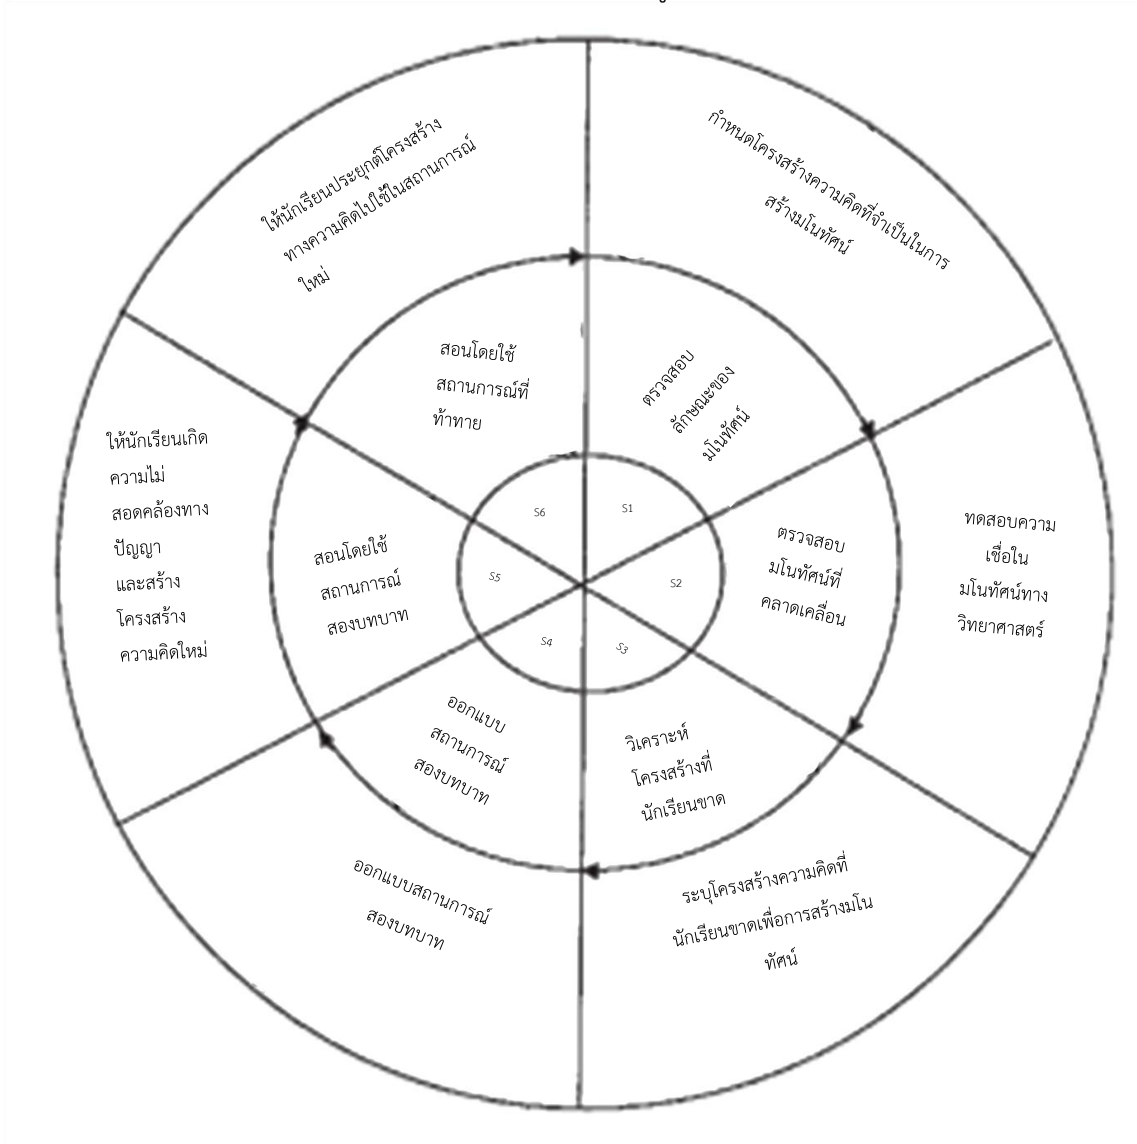 กำหนดโครงสร้างความคิดที่จำเป็นในการ
สร้างมโนทัศน์
ให้นักเรียนประยุกต์โครงสร้าง
ทางความคิดไปใช้ในสถานการณ์
ใหม่
สอนโดยใช้
สถานการณ์ที่
ท้าทาย
ตรวจสอบ
ลักษณะของ
มโนทัศน์
ให้นักเรียนเกิด
ความไม่
สอดคล้องทาง
ปัญญา
และสร้าง
โครงสร้าง
ความคิดใหม่
สอนโดยใช้
สถานการณ์
สองบทบาท
S6
S1
S5
S2
S4
S3
ตรวจสอบ
มโนทัศน์ที่
คลาดเคลื่อน
ทดสอบความ
เชื่อใน
มโนทัศน์ทาง
วิทยาศาสตร์
ออกแบบ
สถานการณ์
สองบทบาท
วิเคราะห์
โครงสร้างที่
นักเรียนขาด
ออกแบบสถานการณ์
สองบทบาท
ระบุโครงสร้างความคิดที่
นักเรียนขาดเพื่อการสร้างมโน
ทัศน์